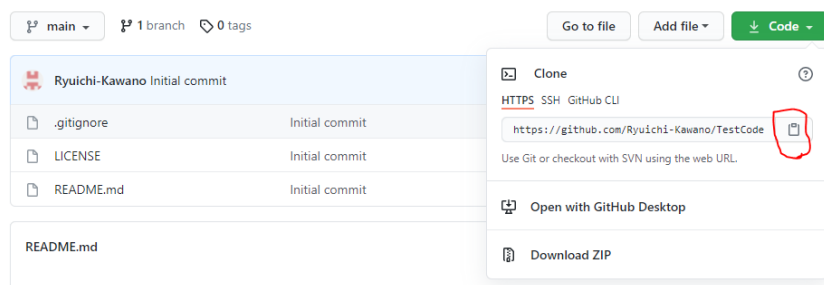 main 1 branch 0 tags Go to file Add file Code
Ryuichi-Kawano Initial commit
.gitignore Initial commit
LICENSE Initial commit
README.md Initial commit
README.md
Clone
HTTPS SSH GitHub CLI
https://github.com/Ryuichi-Kawano/TestCode
Use Git or checkout with SVN using the web URL.
Open with GitHub Desktop
Download ZIP